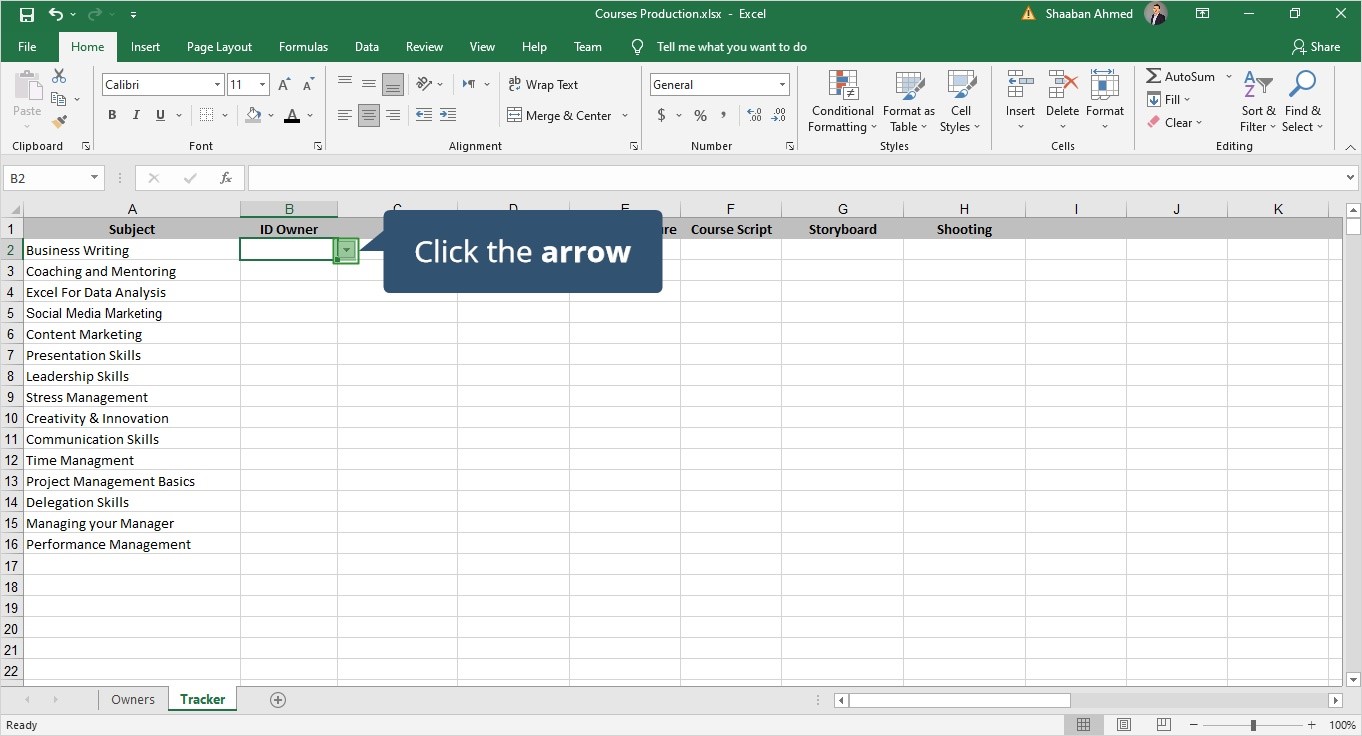 Courses Production.xlsx - Excel
Shaaban Ahmed
File Home Insert Page Layout Formulas Data Review View Help Team Tell me what you want to do Share
Calibri 11 Wrap Text General AutoSum
Paste B I U Merge & Center $ % Conditional Formatting Format as Table Cell Styles Insert Delete Format Fill Clear Sort & Filter Find & Select
Clipboard Font Alignment Number Styles Cells Editing
B2 fx
A B C D E F G H I J K
1 Subject ID Owner re Course Script Storyboard Shooting
Click the arrow
2 Business Writing
3 Coaching and Mentoring
4 Excel For Data Analysis
5 Social Media Marketing
6 Content Marketing
7 Presentation Skills
8 Leadership Skills
9 Stress Management
10 Creativity & Innovation
11 Communication Skills
12 Time Managment
13 Project Management Basics
14 Delegation Skills
15 Managing your Manager
16 Performance Management
17
18
19
20
21
22
Owners Tracker
Ready 100%